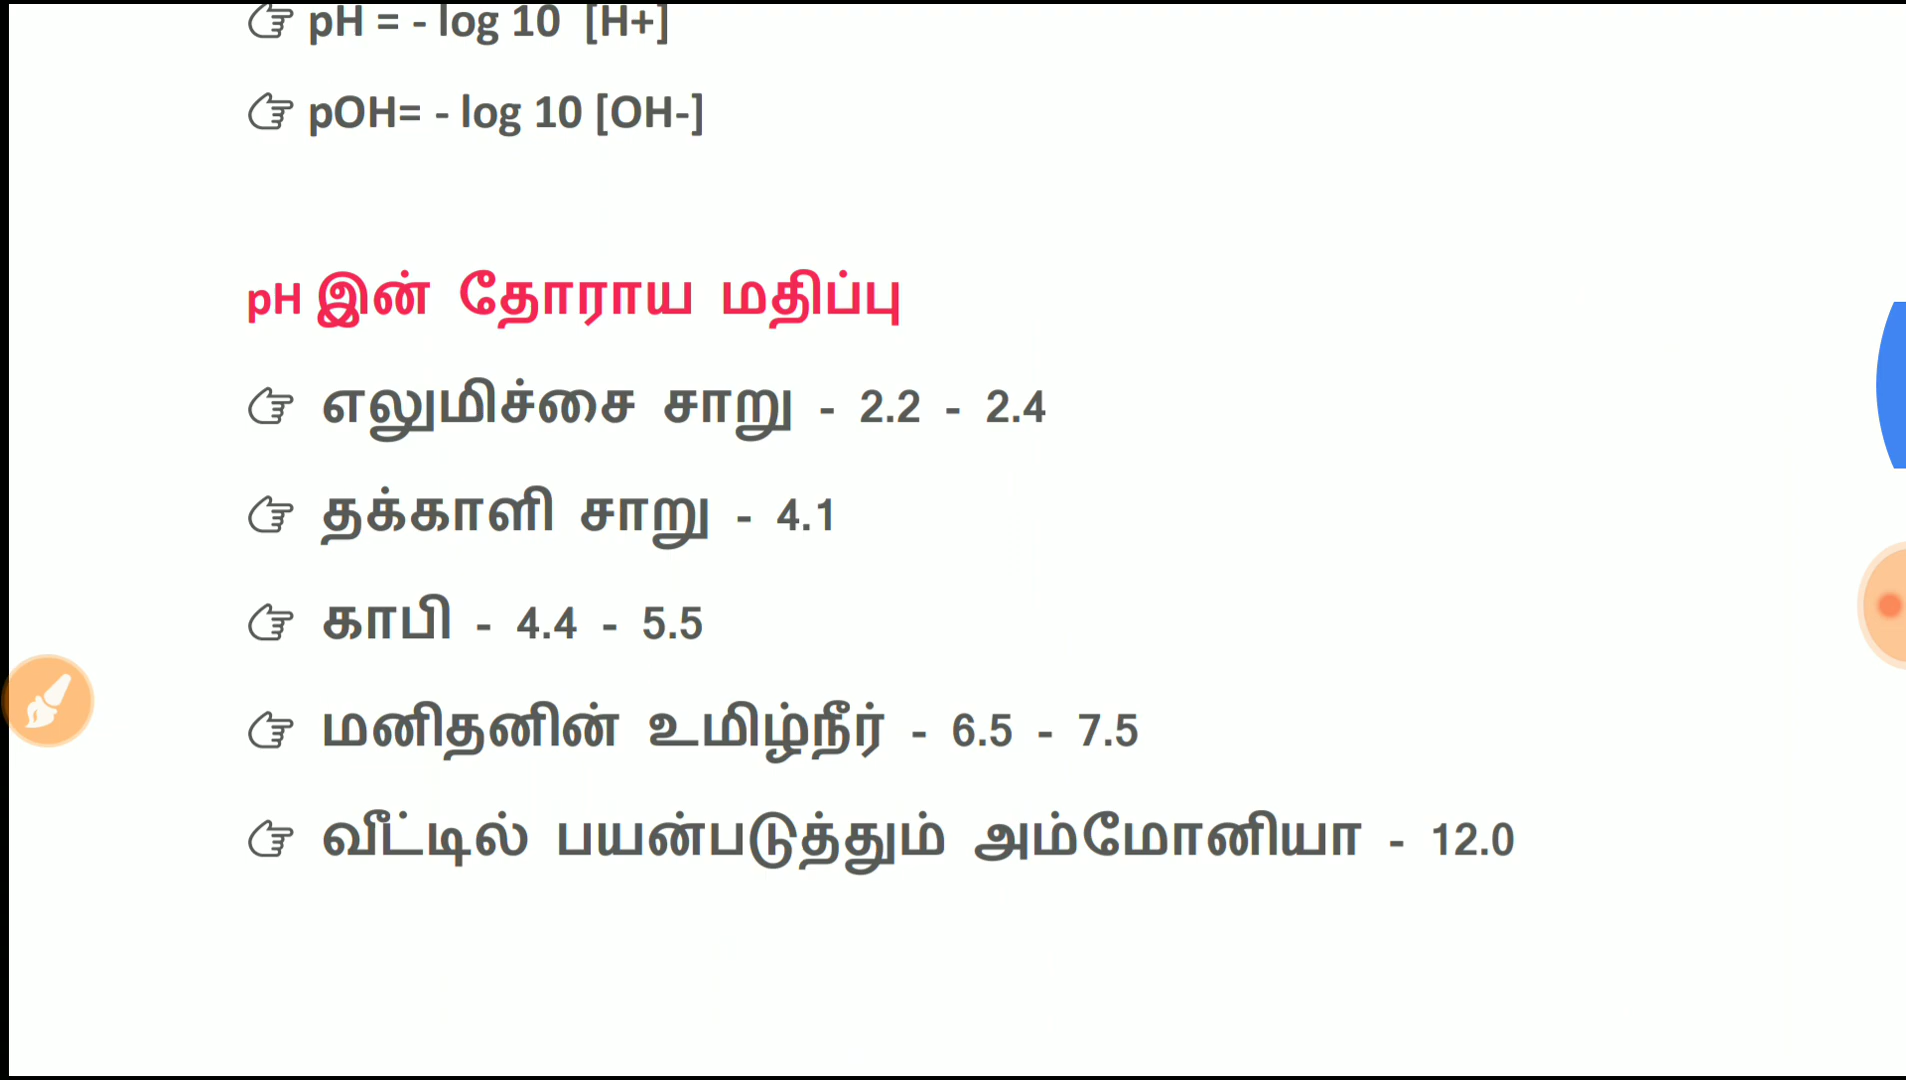 ☞ pH = - log 10 [H+]
☞ pOH= - log 10 [OH-]
pH இன் தோராய மதிப்பு
☞ எலுமிச்சை சாறு - 2.2 - 2.4
☞ தக்காளி சாறு - 4.1
☞ காபி - 4.4 - 5.5
☞ மனிதனின் உமிழ்நீர் - 6.5 - 7.5
☞ வீட்டில் பயன்படுத்தும் அம்மோனியா - 12.0